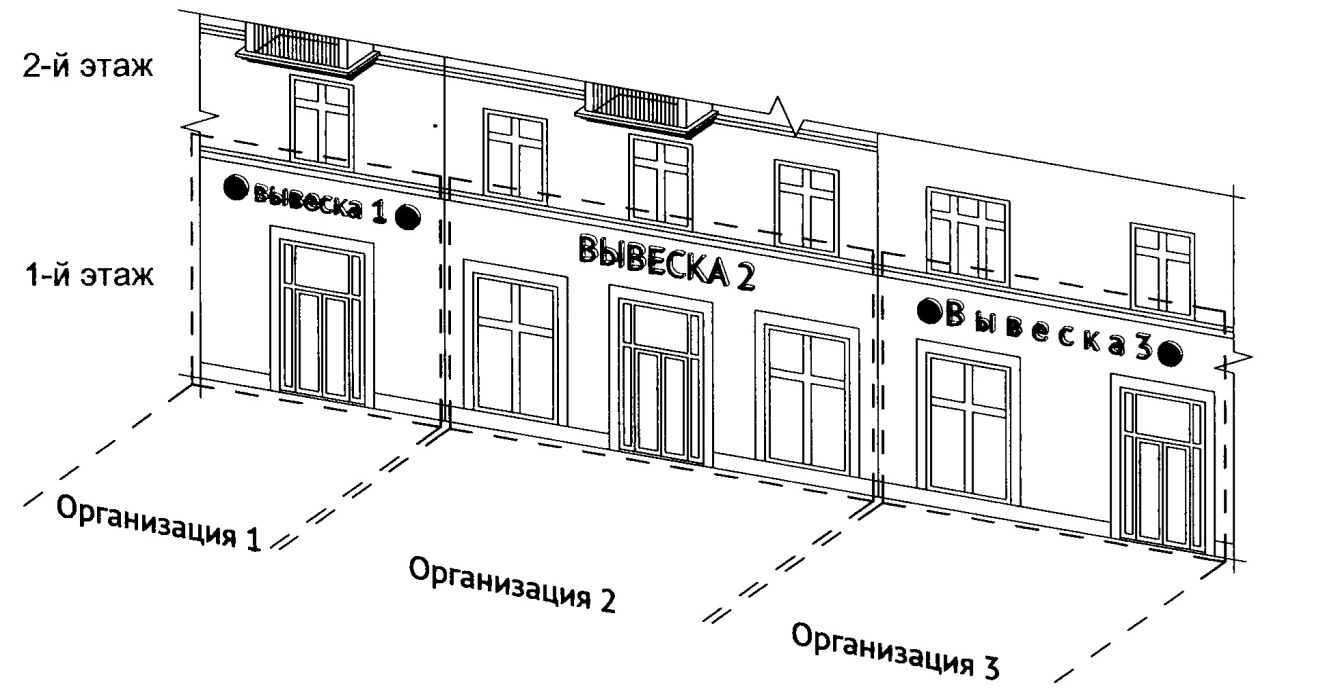 2-й этаж
вывеска 1
ВЫВЕСКА 2
1-й этаж
Вывеска 3
Организация 1
Организация 2
Организация 3